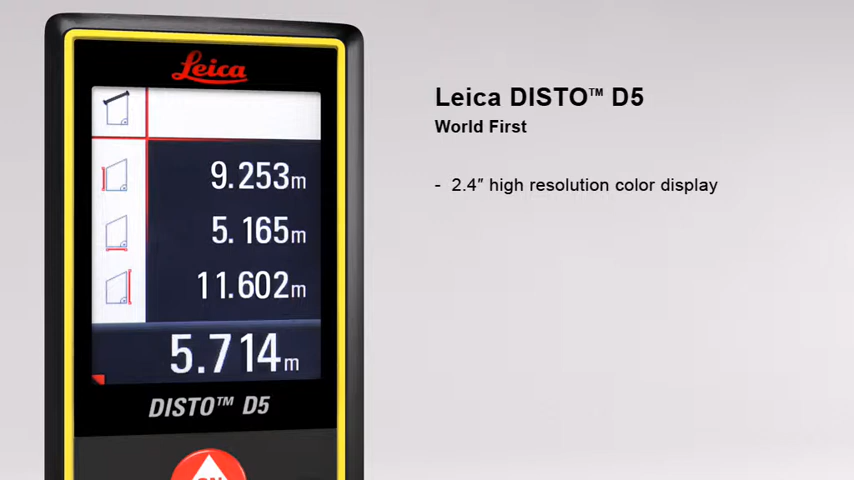 Leica
9.253m
5.165m
11.602m
5.714m
DISTO™ D5
ON
Leica DISTO™ D5
World First
- 2.4″ high resolution color display